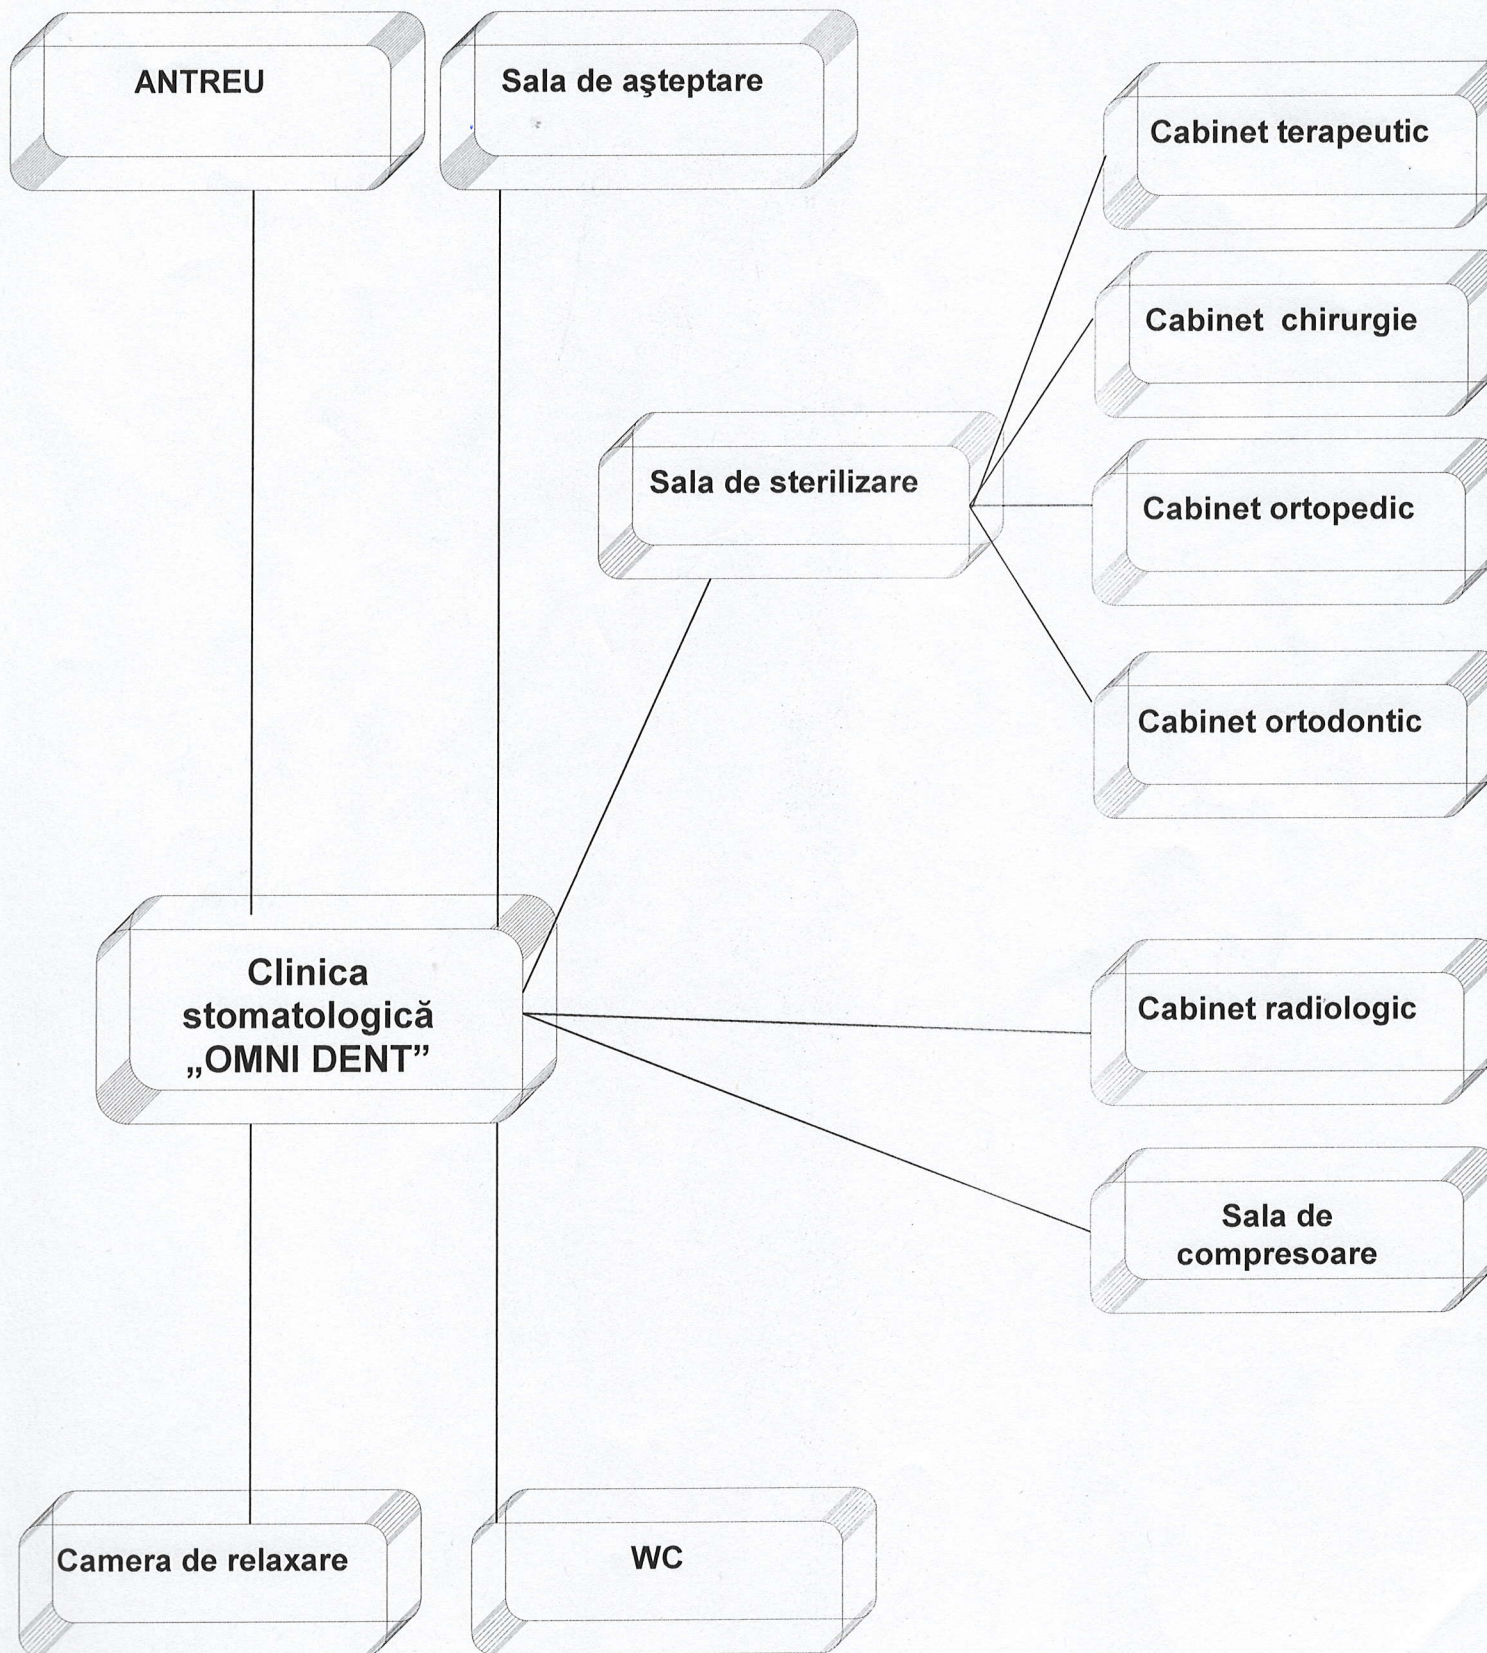 ANTREU
Sala de aşteptare
Cabinet terapeutic
Cabinet  chirurgie
Sala de sterilizare
Cabinet ortopedic
Cabinet ortodontic
Clinica
stomatologică
„OMNI DENT”
Cabinet radiologic
Sala de
compresoare
Camera de relaxare
WC